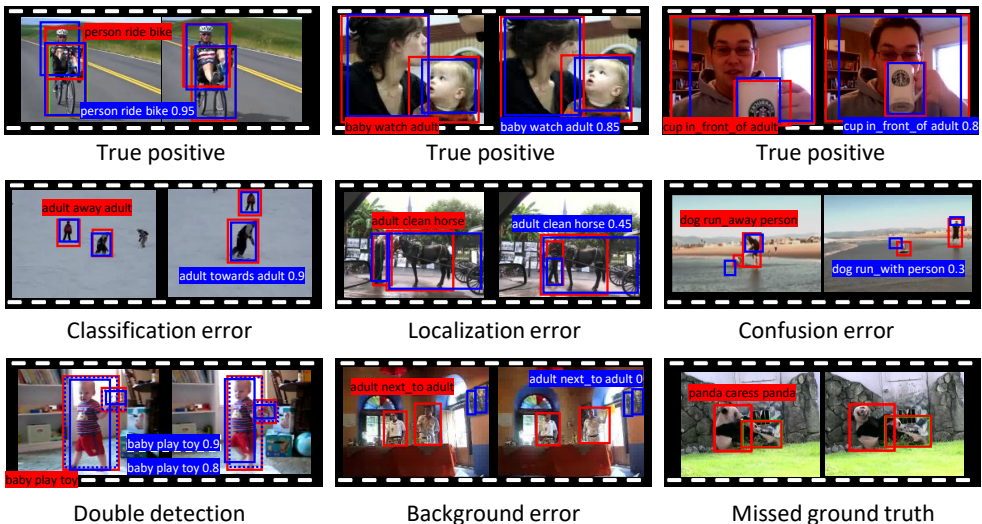 person ride bike
person ride bike 0.95
baby watch adult
baby watch adult 0.85
cup in_front_of adult
cup in_front_of adult 0.8
True positive
True positive
True positive
adult away adult
adult towards adult 0.9
adult clean horse
adult clean horse 0.45
dog run_away person
dog run_with person 0.3
Classification error
Localization error
Confusion error
baby play toy 0.9
baby play toy 0.8
baby play toy
adult next_to adult
adult next_to adult 0
panda caress panda
Double detection
Background error
Missed ground truth